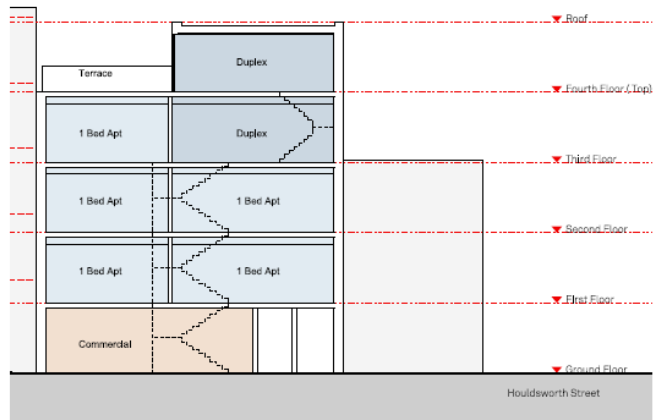 Roof
Duplex
Terrace
Fourth Floor (Top)
1 Bed Apt
Duplex
Third Floor
1 Bed Apt
1 Bed Apt
Second Floor
1 Bed Apt
1 Bed Apt
First Floor
Commercial
Ground Floor
Houldsworth Street